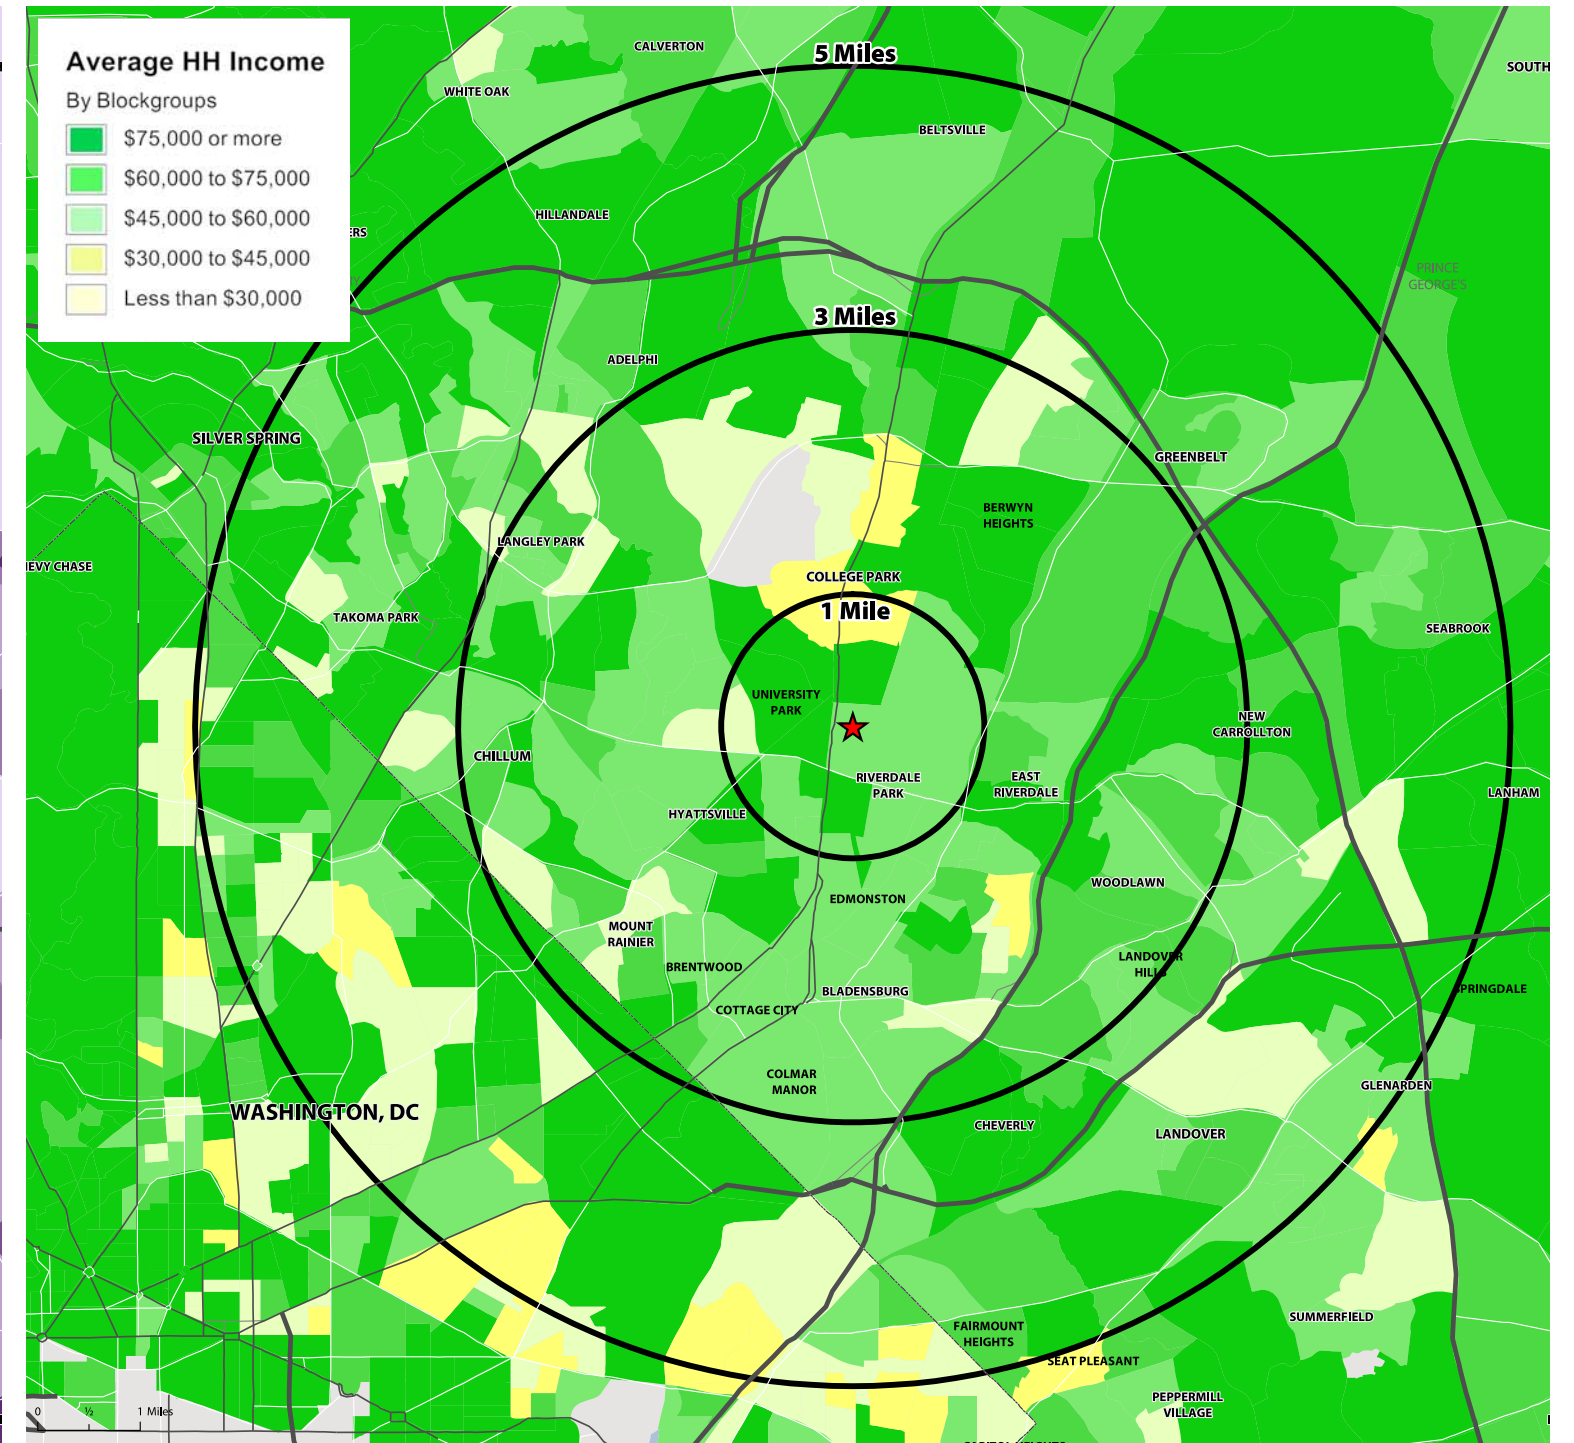 Average HH Income
By Blockgroups
$75,000 or more
$60,000 to $75,000
$45,000 to $60,000
$30,000 to $45,000
Less than $30,000
CALVERTON
5 Miles
SOUTH
WHITE OAK
BELTSVILLE
HILLANDALE
ERS
PRINCE
GEORGE'S
3 Miles
ADELPHI
SILVER SPRING
GREENBELT
BERWYN
HEIGHTS
LANGLEY PARK
EVY CHASE
COLLEGE PARK
1 Mile
TAKOMA PARK
SEABROOK
UNIVERSITY
PARK
NEW
CARROLLTON
CHILLUM
RIVERDALE
PARK
EAST
RIVERDALE
LANHAM
HYATTSVILLE
WOODLAWN
EDMONSTON
MOUNT
RAINIER
BRENTWOOD
LANDOVER
HILLS
BLADENSBURG
SPRINGDALE
COTTAGE CITY
COLMAR
MANOR
GLENARDEN
WASHINGTON, DC
CHEVERLY
LANDOVER
SUMMERFIELD
FAIRMOUNT
HEIGHTS
SEAT PLEASANT
PEPPERMILL
VILLAGE
0 ½ 1 Miles